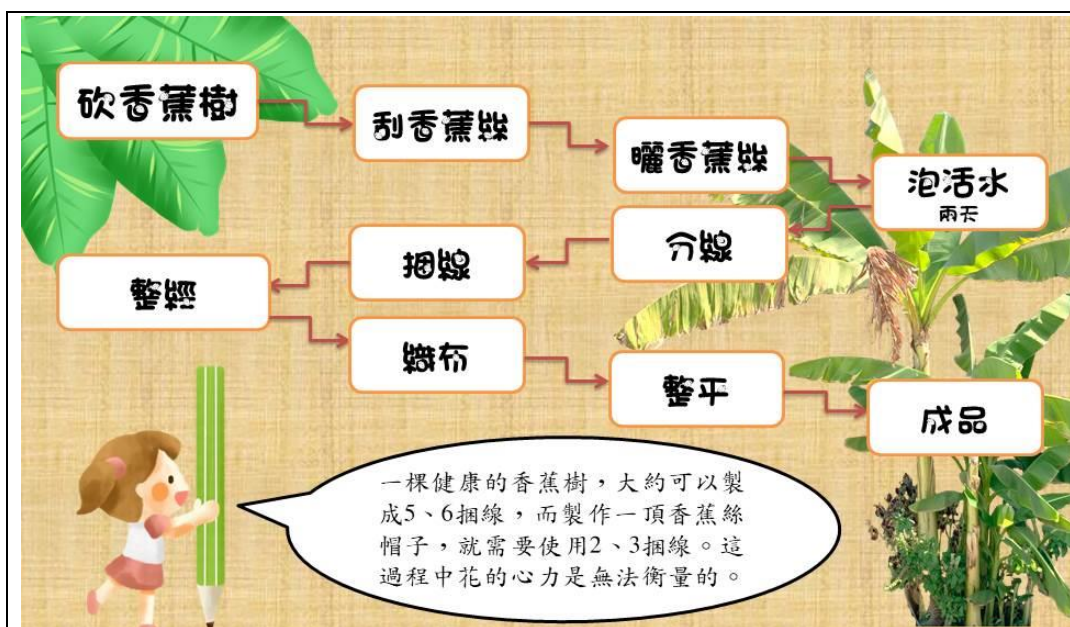 砍香蕉樹
刮香蕉絲
曬香蕉絲
泡活水
兩天
分線
捆線
整經
織布
整平
成品
一棵健康的香蕉樹，大約可以製
成5、6捆線，而製作一頂香蕉絲
帽子，就需要使用2、3捆線。這
過程中花的心力是無法衡量的。